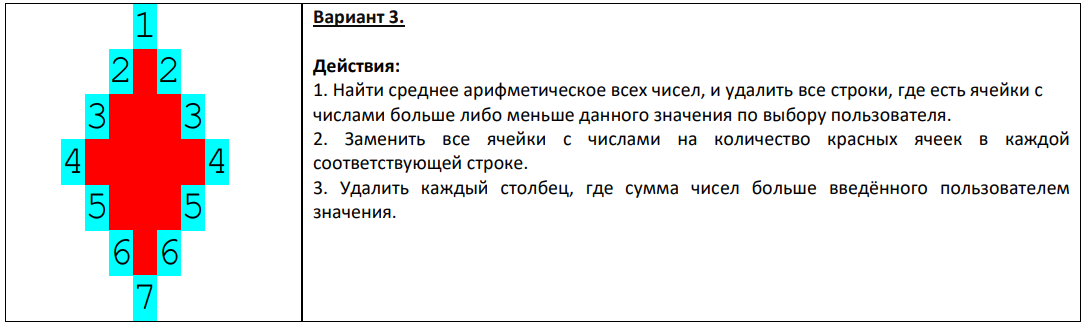 1
2 2
3 3
4 4
5 5
6 6
7
Вариант 3.
Действия:
1. Найти среднее арифметическое всех чисел, и удалить все строки, где есть ячейки с
числами больше либо меньше данного значения по выбору пользователя.
2. Заменить все ячейки с числами на количество красных ячеек в каждой
соответствующей строке.
3. Удалить каждый столбец, где сумма чисел больше введённого пользователем
значения.